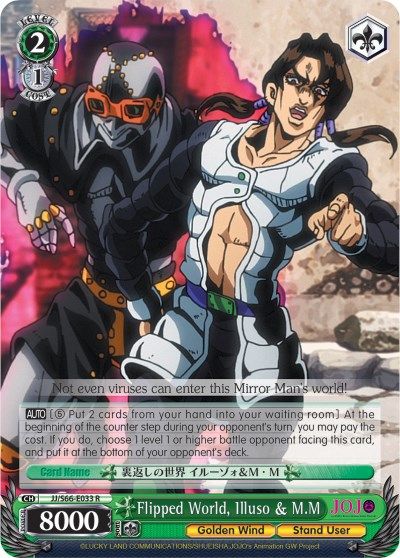 LEVEL
2
1
COST
Not even viruses can enter this Mirror Man's world!
AUTO [⑤ Put 2 cards from your hand into your waiting room] At the
beginning of the counter step during your opponent's turn, you may pay the
cost. If you do, choose 1 level 1 or higher battle opponent facing this card,
and put it at the bottom of your opponent's deck.
Card Name 裏返しの世界 イルーゾォ&M・M
CD JJ/S66-E033 R
Flipped World, Illuso & M.M
JOJO
POWER
8000
SOUL
Golden Wind
Stand User
©LUCKY LAND COMMUNICATIONS/SHUEISHA,JOJO's Animation GW Project